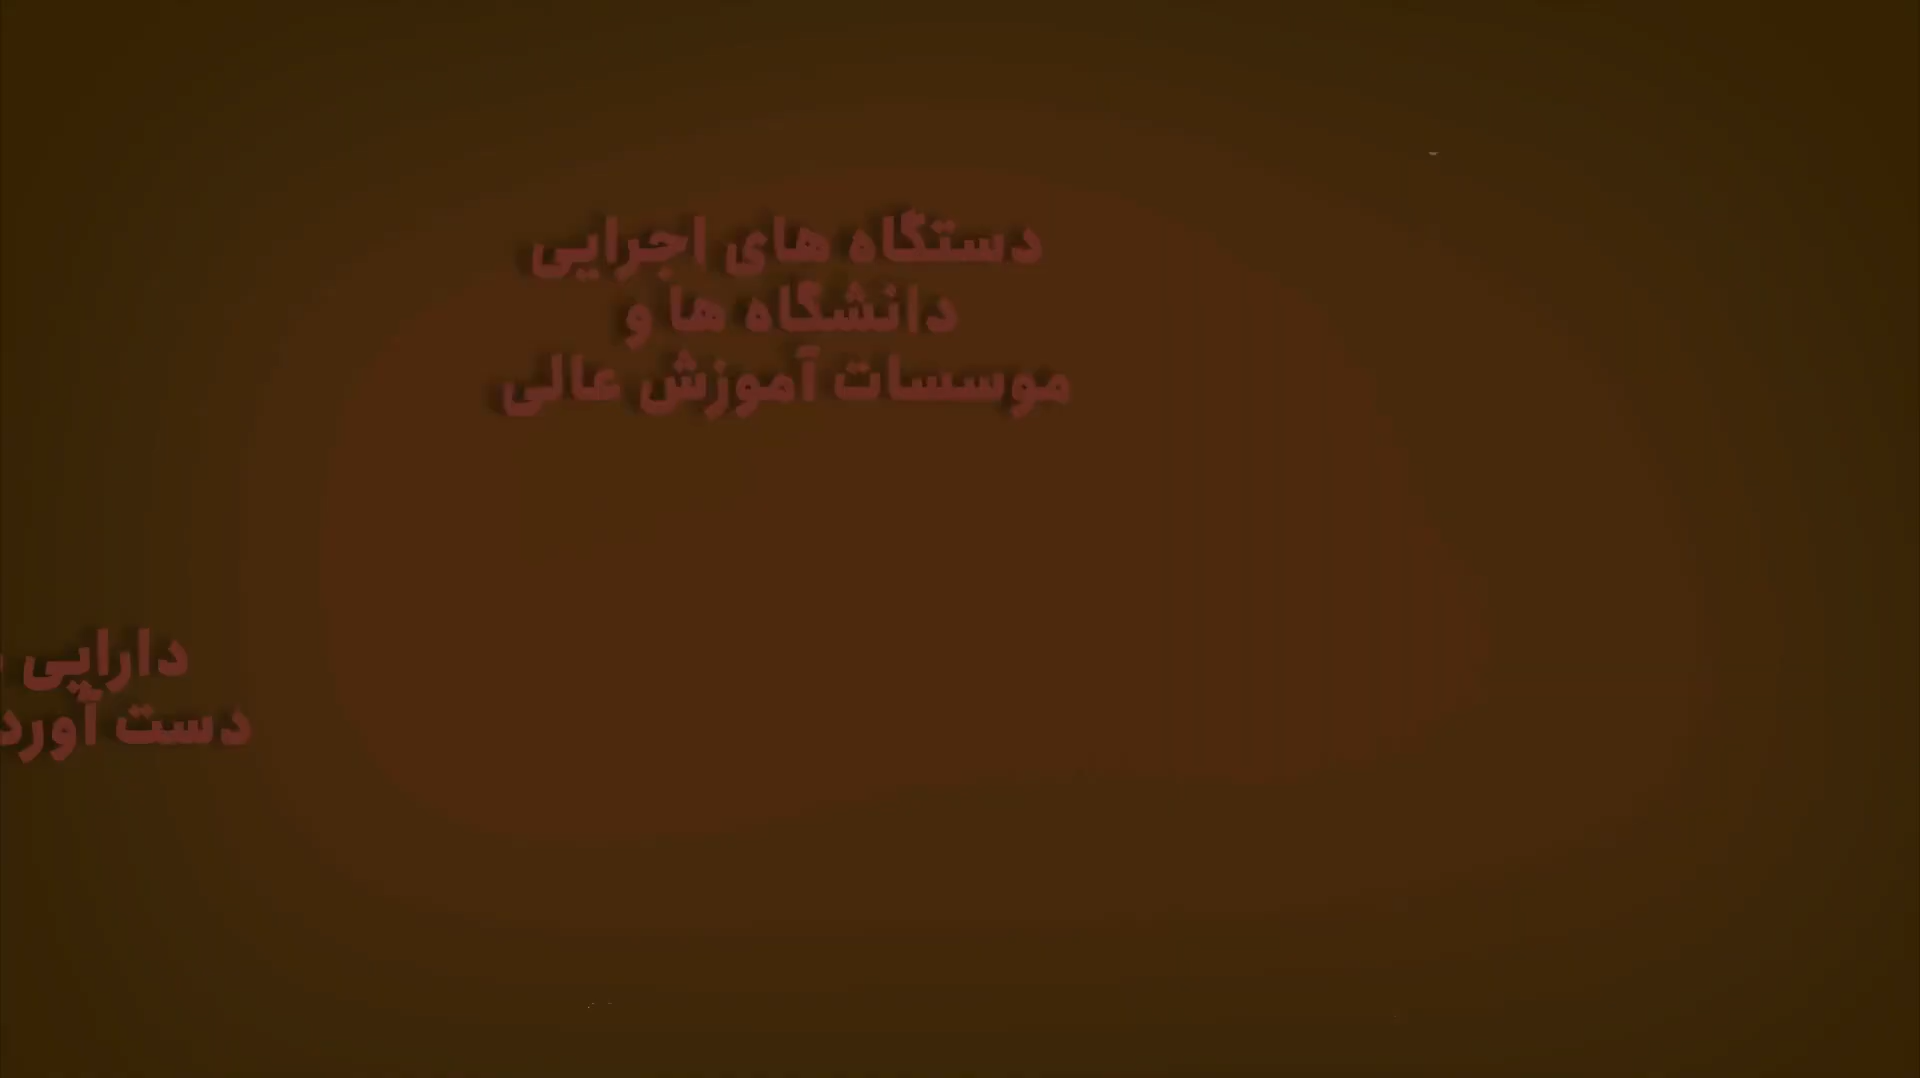 دستگاه های اجرایی
دانشگاه ها و
موسسات آموزش عالی
دارایی
دست آورد